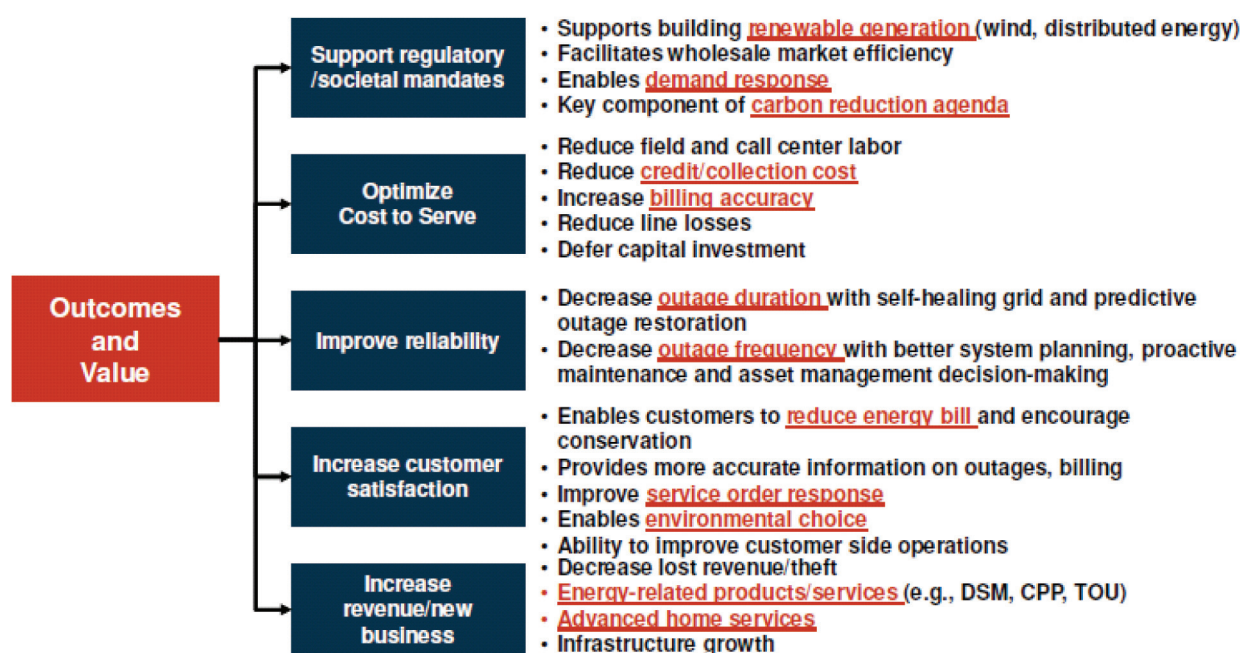 Outcomes
and
Value
Support regulatory
/societal mandates
• Supports building renewable generation (wind, distributed energy)
• Facilitates wholesale market efficiency
• Enables demand response
• Key component of carbon reduction agenda
Optimize
Cost to Serve
• Reduce field and call center labor
• Reduce credit/collection cost
• Increase billing accuracy
• Reduce line losses
• Defer capital investment
Improve reliability
• Decrease outage duration with self-healing grid and predictive
outage restoration
• Decrease outage frequency with better system planning, proactive
maintenance and asset management decision-making
Increase customer
satisfaction
• Enables customers to reduce energy bill and encourage
conservation
• Provides more accurate information on outages, billing
• Improve service order response
• Enables environmental choice
• Ability to improve customer side operations
Increase
revenue/new
business
• Decrease lost revenue/theft
• Energy-related products/services (e.g., DSM, CPP, TOU)
• Advanced home services
• Infrastructure growth